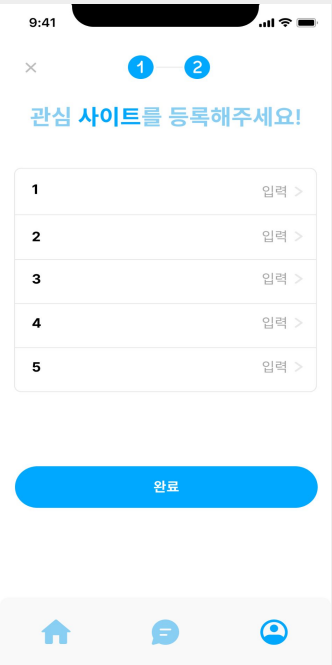 9:41
1 2
관심 사이트를 등록해주세요!
1 입력
2 입력
3 입력
4 입력
5 입력
완료